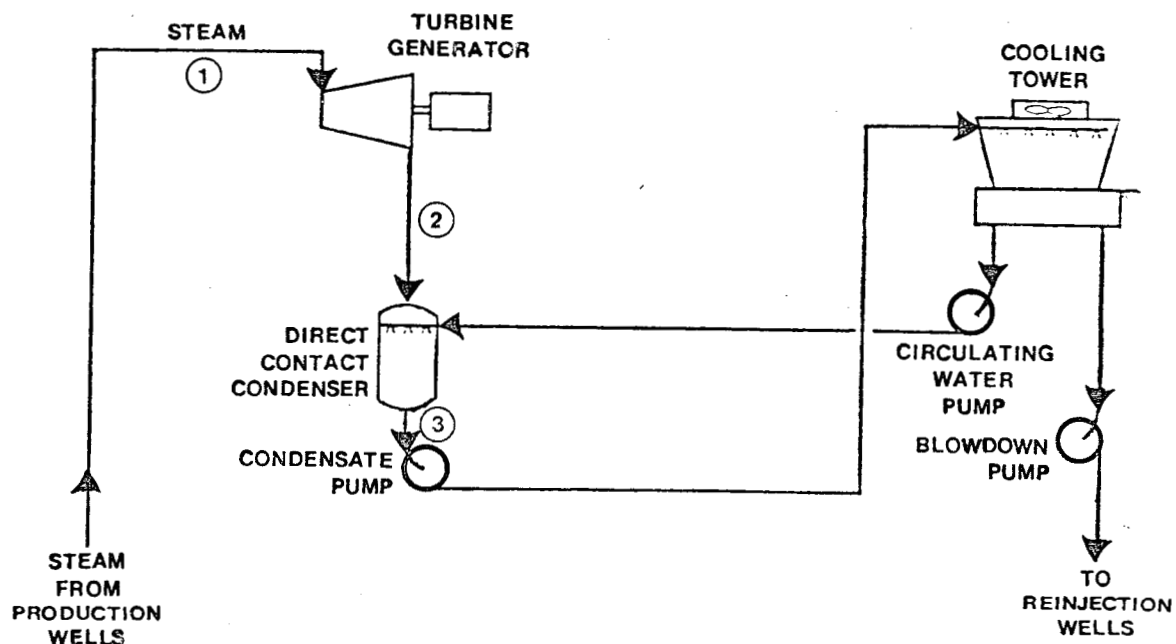 STEAM
1
TURBINE
GENERATOR
COOLING
TOWER
2
DIRECT
CONTACT
CONDENSER
CIRCULATING
WATER
PUMP
3
CONDENSATE
PUMP
BLOWDOWN
PUMP
STEAM
FROM
PRODUCTION
WELLS
TO
REINJECTION
WELLS